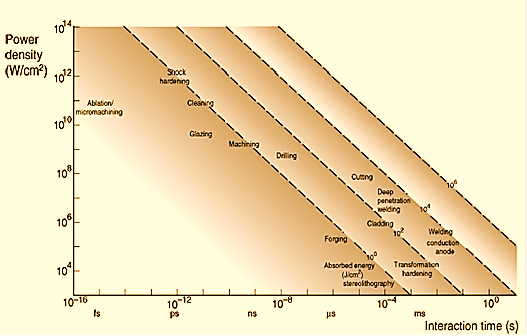 Power
density
(W/cm²)
10¹⁴
10¹²
10¹⁰
10⁸
10⁶
10⁴
Shock
hardening
Ablation/
micromachining
Cleaning
Glazing
Machining
Drilling
Cutting
10⁶
Deep
penetration
welding
10⁴
Cladding
10²
Welding
conduction
anode
Forging
10⁰
Absorbed energy
(J/cm²)
stereolithography
Transformation
hardening
10⁻¹⁶ 10⁻¹² 10⁻⁸ 10⁻⁴ 10⁰
fs ps ns µs ms
Interaction time (s)